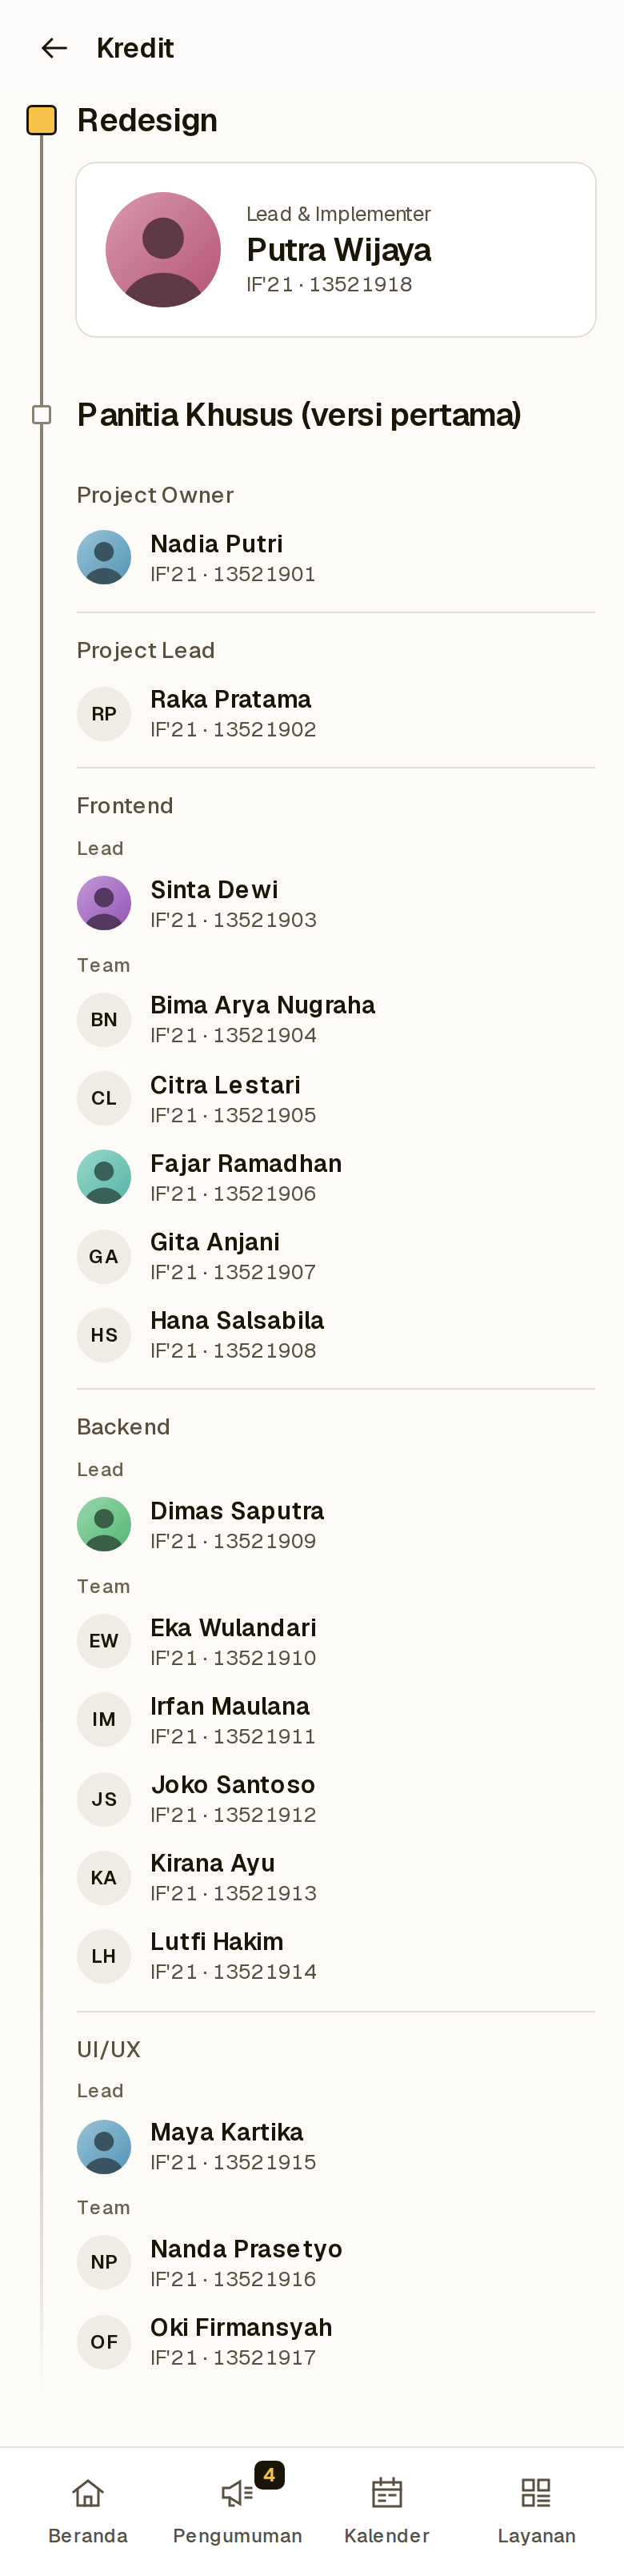 Kredit
Redesign
Lead & Implementer
Putra Wijaya
IF'21 · 13521918
Panitia Khusus (versi pertama)
Project Owner
Nadia Putri
IF'21 · 13521901
Project Lead
RP
Raka Pratama
IF'21 · 13521902
Frontend
Lead
Sinta Dewi
IF'21 · 13521903
Team
BN
Bima Arya Nugraha
IF'21 · 13521904
CL
Citra Lestari
IF'21 · 13521905
Fajar Ramadhan
IF'21 · 13521906
GA
Gita Anjani
IF'21 · 13521907
HS
Hana Salsabila
IF'21 · 13521908
Backend
Lead
Dimas Saputra
IF'21 · 13521909
Team
EW
Eka Wulandari
IF'21 · 13521910
IM
Irfan Maulana
IF'21 · 13521911
JS
Joko Santoso
IF'21 · 13521912
KA
Kirana Ayu
IF'21 · 13521913
LH
Lutfi Hakim
IF'21 · 13521914
UI/UX
Lead
Maya Kartika
IF'21 · 13521915
Team
NP
Nanda Prasetyo
IF'21 · 13521916
OF
Oki Firmansyah
IF'21 · 13521917
4
Beranda
Pengumuman
Kalender
Layanan